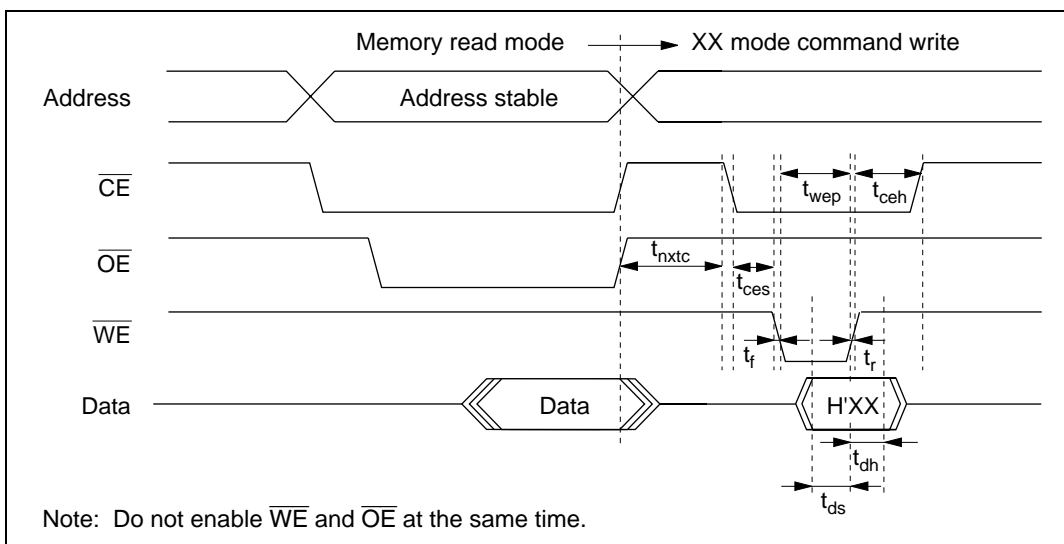 Memory read mode XX mode command write
Address Address stable
CE
t_wep t_ceh
OE t_nxtc
t_ces
WE
t_f t_r
Data Data H'XX
t_dh
t_ds
Note: Do not enable WE and OE at the same time.